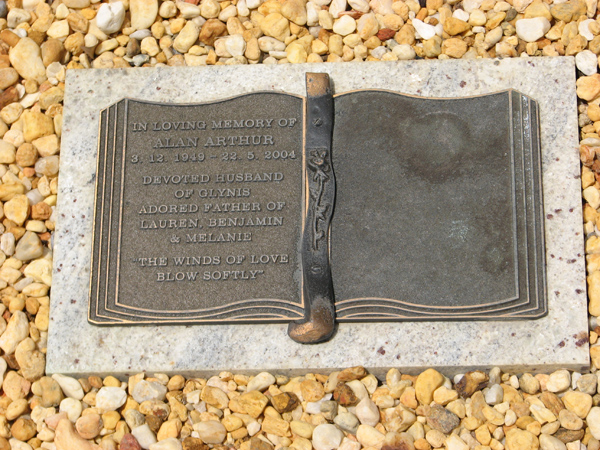 IN LOVING MEMORY OF
ALAN ARTHUR
3. 12. 1949 - 22. 5. 2004
DEVOTED HUSBAND
OF GLYNIS
ADORED FATHER OF
LAUREN, BENJAMIN
& MELANIE
"THE WINDS OF LOVE
BLOW SOFTLY"